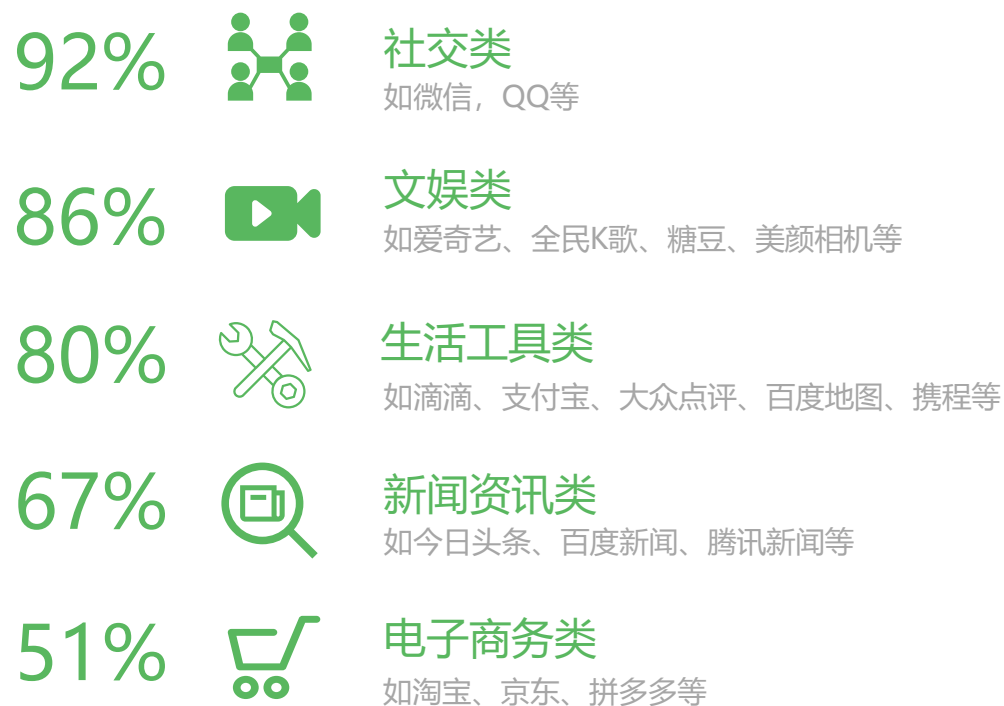 92%
社交类
如微信，QQ等
86%
文娱类
如爱奇艺、全民K歌、糖豆、美颜相机等
80%
生活工具类
如滴滴、支付宝、大众点评、百度地图、携程等
67%
新闻资讯类
如今日头条、百度新闻、腾讯新闻等
51%
电子商务类
如淘宝、京东、拼多多等